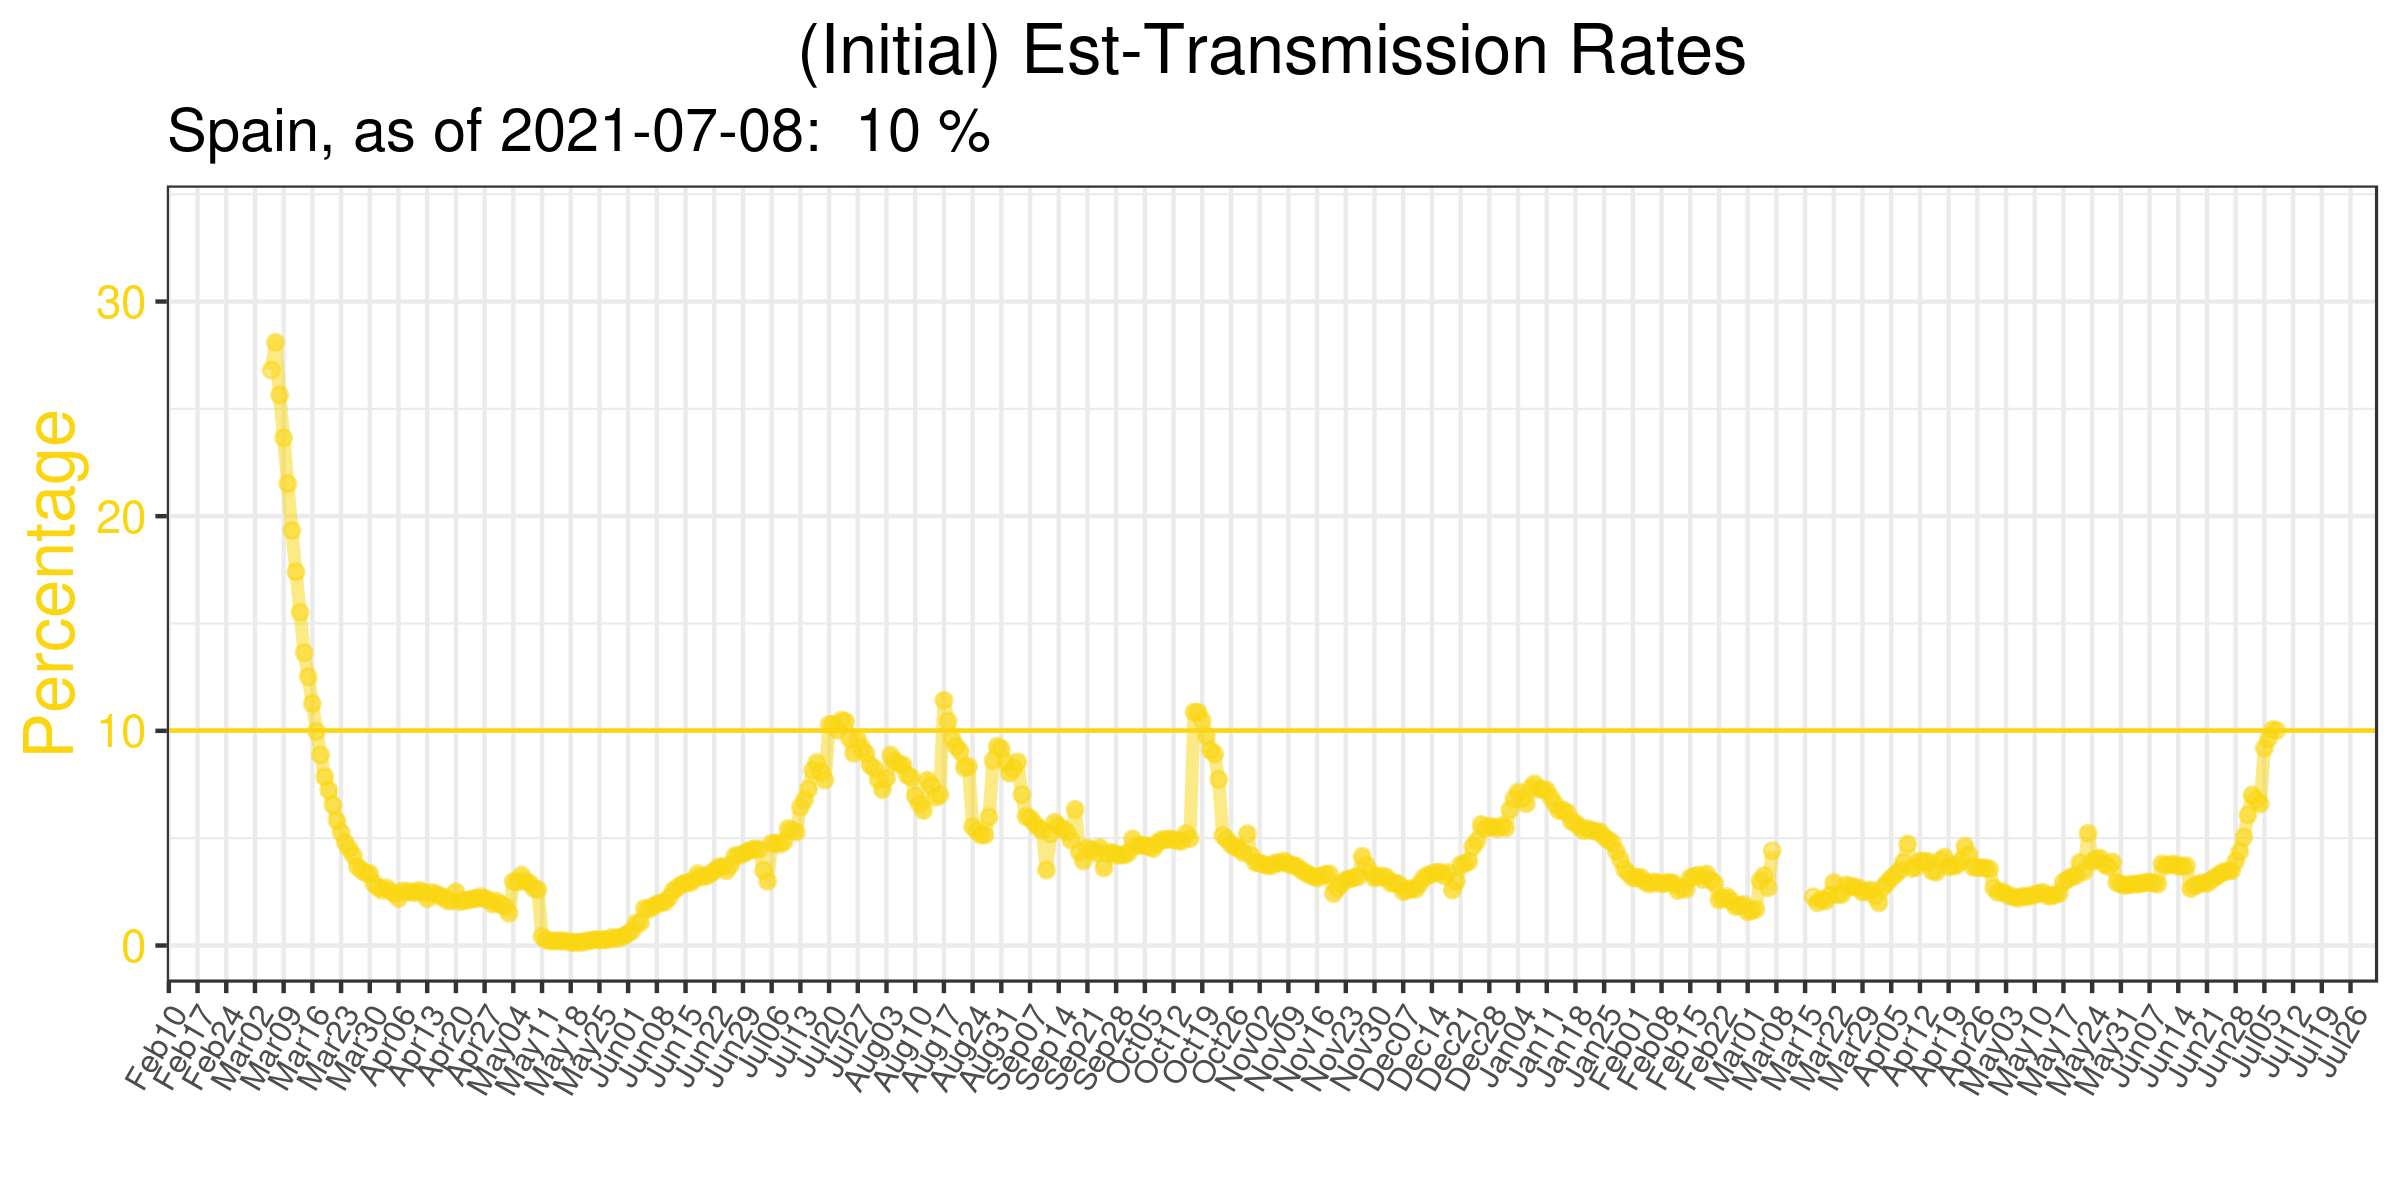 (Initial) Est-Transmission Rates
Spain, as of 2021-07-08:  10 %
Percentage
30
20
10
0
Feb10
Feb17
Feb24
Mar02
Mar09
Mar16
Mar23
Mar30
Apr06
Apr13
Apr20
Apr27
May04
May11
May18
May25
Jun01
Jun08
Jun15
Jun22
Jun29
Jul06
Jul13
Jul20
Jul27
Aug03
Aug10
Aug17
Aug24
Aug31
Sep07
Sep14
Sep21
Sep28
Oct05
Oct12
Oct19
Oct26
Nov02
Nov09
Nov16
Nov23
Nov30
Dec07
Dec14
Dec21
Dec28
Jan04
Jan11
Jan18
Jan25
Feb01
Feb08
Feb15
Feb22
Mar01
Mar08
Mar15
Mar22
Mar29
Apr05
Apr12
Apr19
Apr26
May03
May10
May17
May24
May31
Jun07
Jun14
Jun21
Jun28
Jul05
Jul12
Jul19
Jul26